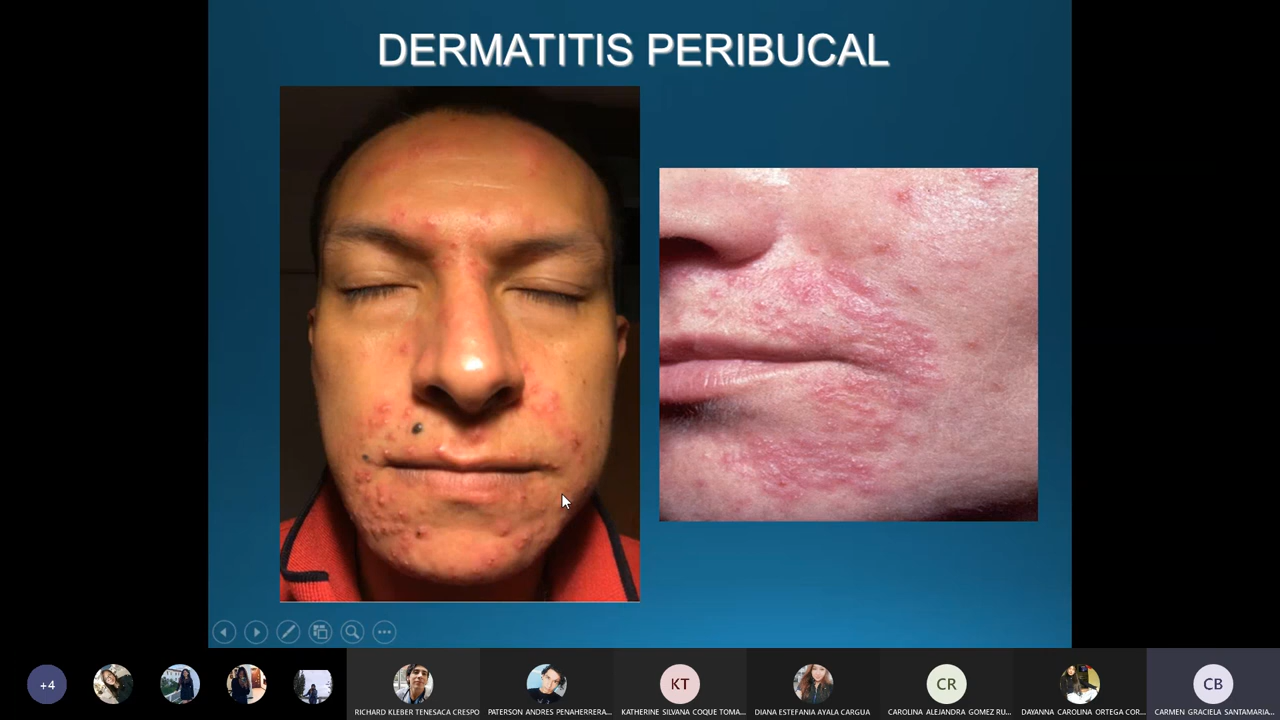 DERMATITIS PERIBUCAL
+4
RICHARD KLEBER TENESACA CRESPO
PATERSON ANDRES PENAHERRERA...
KT
KATHERINE SILVANA COQUE TOMA...
DIANA ESTEFANIA AYALA CARGUA
CR
CAROLINA ALEJANDRA GOMEZ RU...
DAYANNA CAROLINA ORTEGA COR...
CB
CARMEN GRACIELA SANTAMARIA...